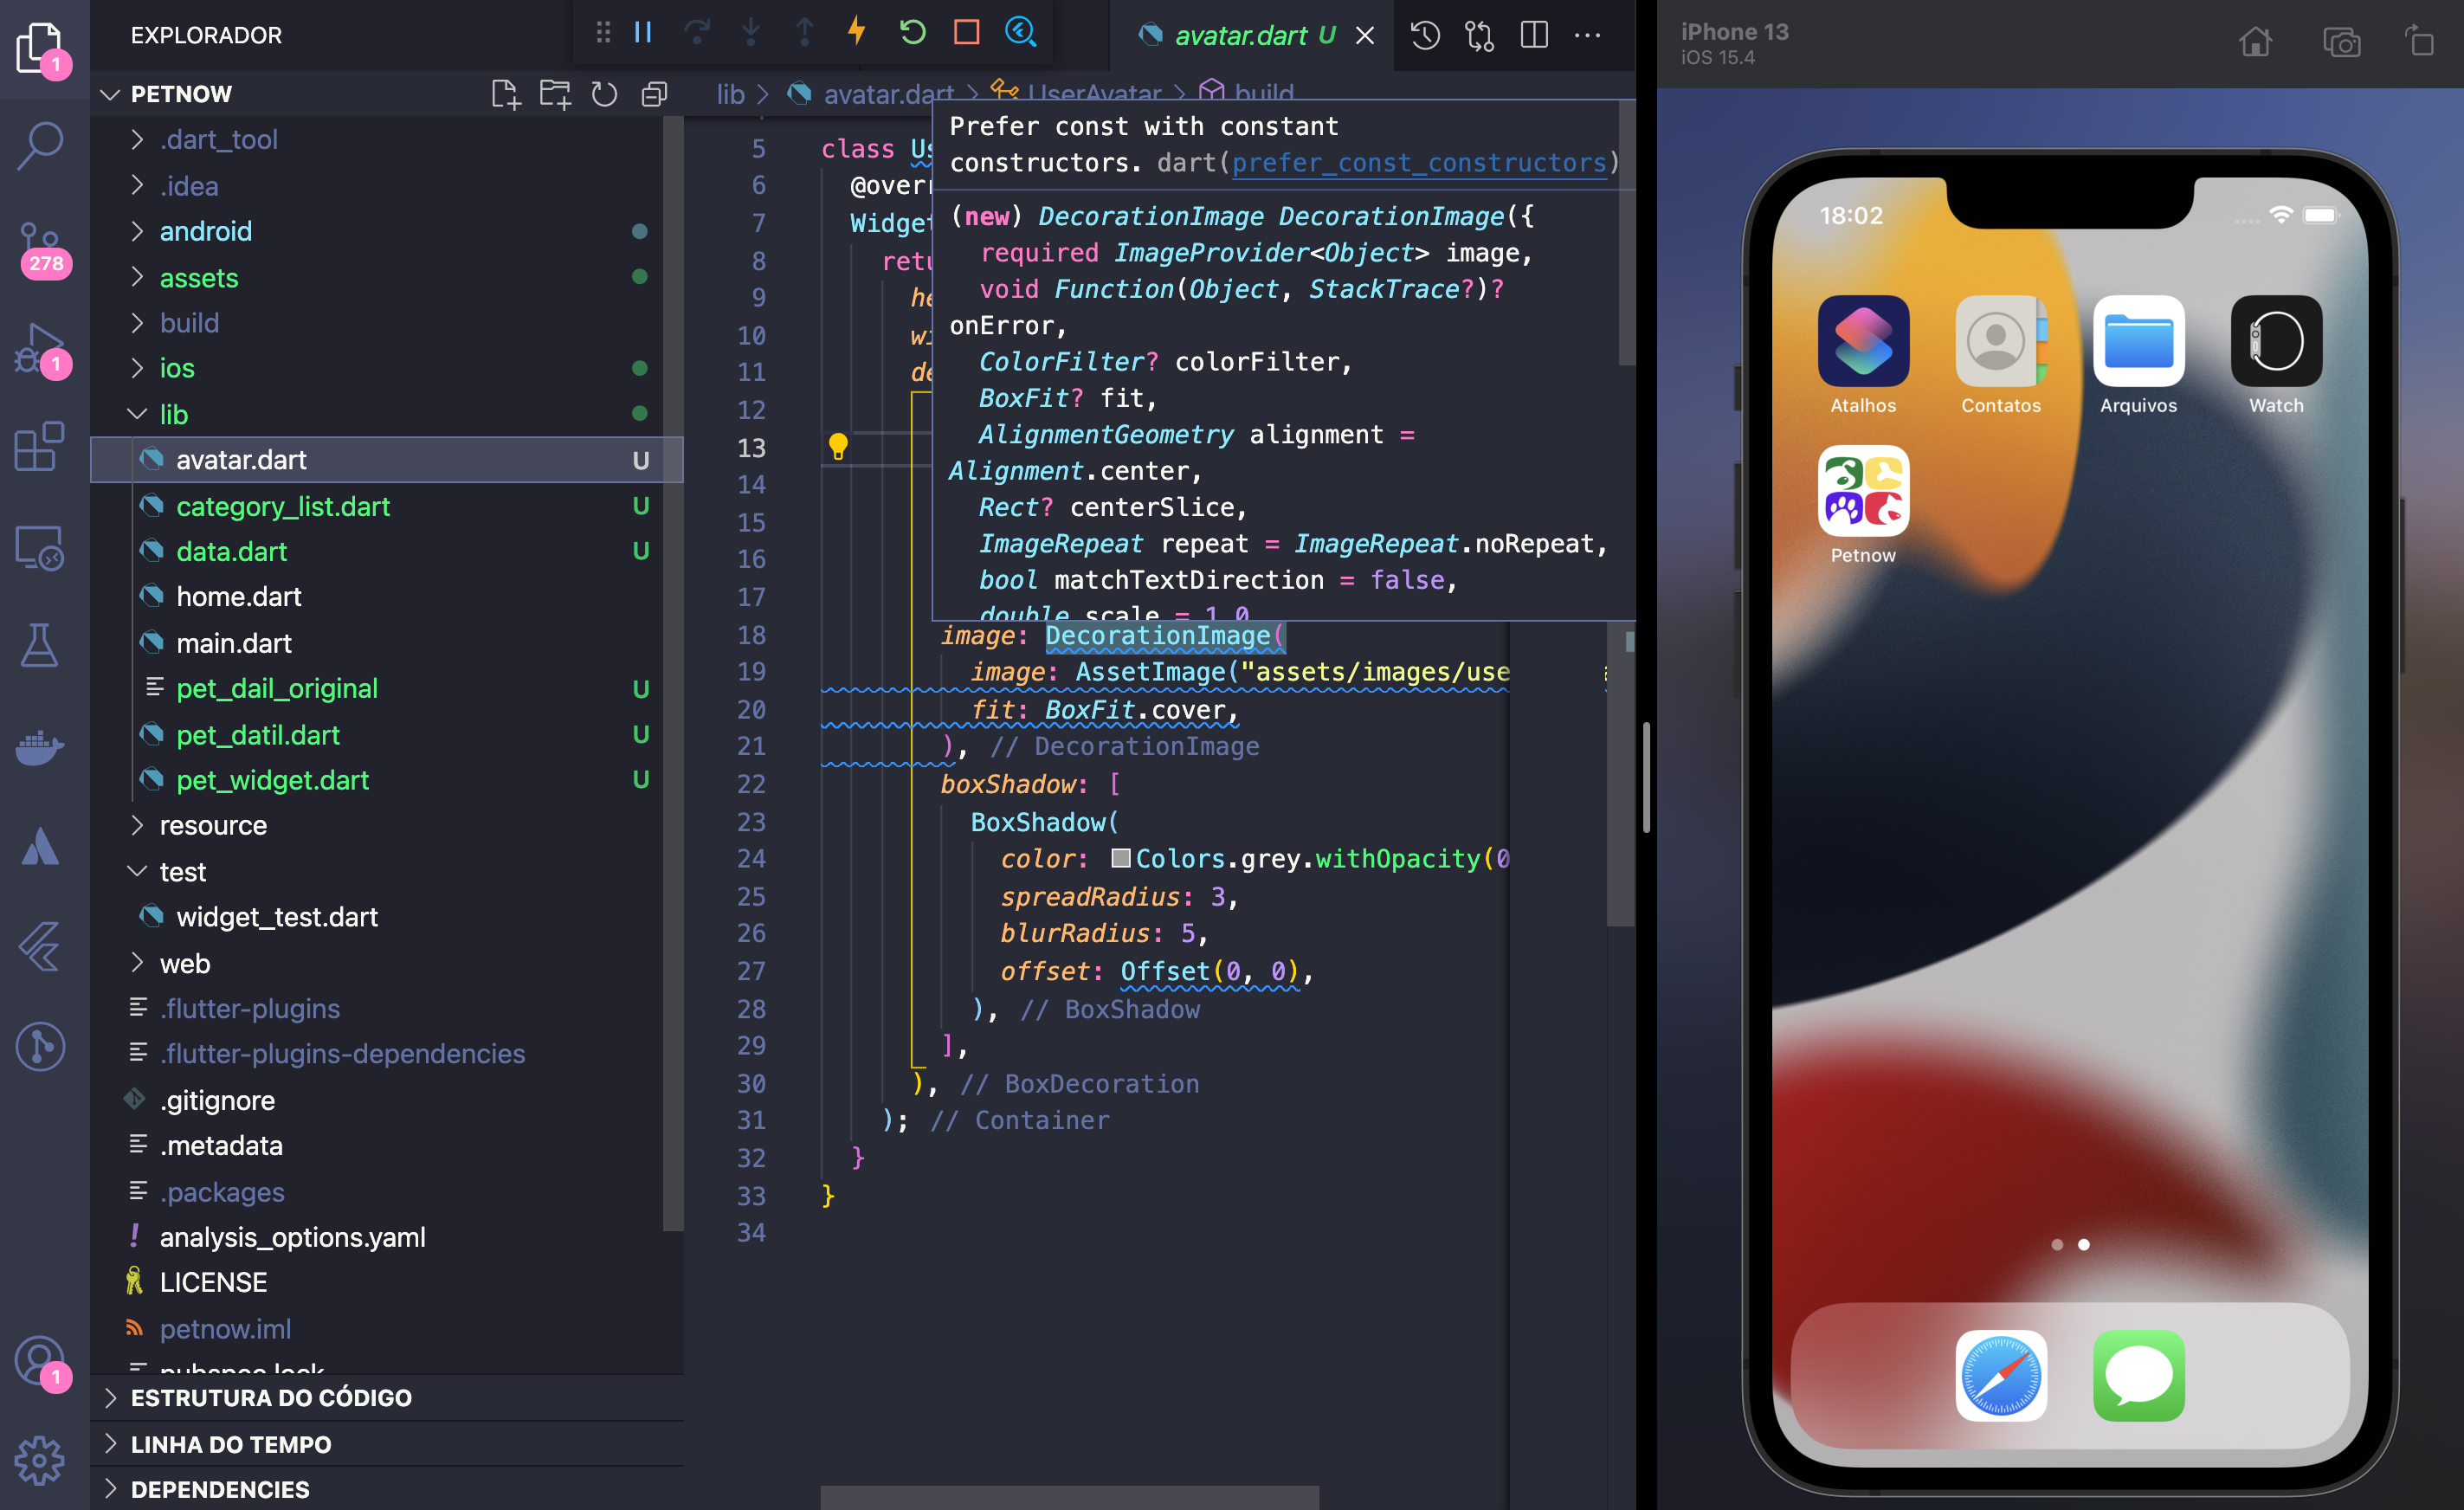 EXPLORADOR
PETNOW
.dart_tool
.idea
android
assets
build
ios
lib
avatar.dart U
category_list.dart U
data.dart U
home.dart
main.dart
pet_dail_original U
pet_datil.dart U
pet_widget.dart U
resource
test
widget_test.dart
web
.flutter-plugins
.flutter-plugins-dependencies
.gitignore
.metadata
.packages
analysis_options.yaml
LICENSE
petnow.iml
pubspec.lock
ESTRUTURA DO CÓDIGO
LINHA DO TEMPO
DEPENDENCIES
1
278
1
1
avatar.dart U
lib > avatar.dart > UserAvatar > build
Prefer const with constant
constructors. dart(prefer_const_constructors)
(new) DecorationImage DecorationImage({
required ImageProvider<Object> image,
void Function(Object, StackTrace?)?
onError,
ColorFilter? colorFilter,
BoxFit? fit,
AlignmentGeometry alignment =
Alignment.center,
Rect? centerSlice,
ImageRepeat repeat = ImageRepeat.noRepeat,
bool matchTextDirection = false,
double scale = 1.0
5 class Us
6 @overr
7 Widget
8 retu
9 he
10 wi
11 de
12
13
14
15
16
17
18 image: DecorationImage(
19 image: AssetImage("assets/images/use
20 fit: BoxFit.cover,
21 ), // DecorationImage
22 boxShadow: [
23 BoxShadow(
24 color: Colors.grey.withOpacity(0
25 spreadRadius: 3,
26 blurRadius: 5,
27 offset: Offset(0, 0),
28 ), // BoxShadow
29 ],
30 ), // BoxDecoration
31 ); // Container
32 }
33 }
34
iPhone 13
iOS 15.4
18:02
Atalhos
Contatos
Arquivos
Watch
Petnow